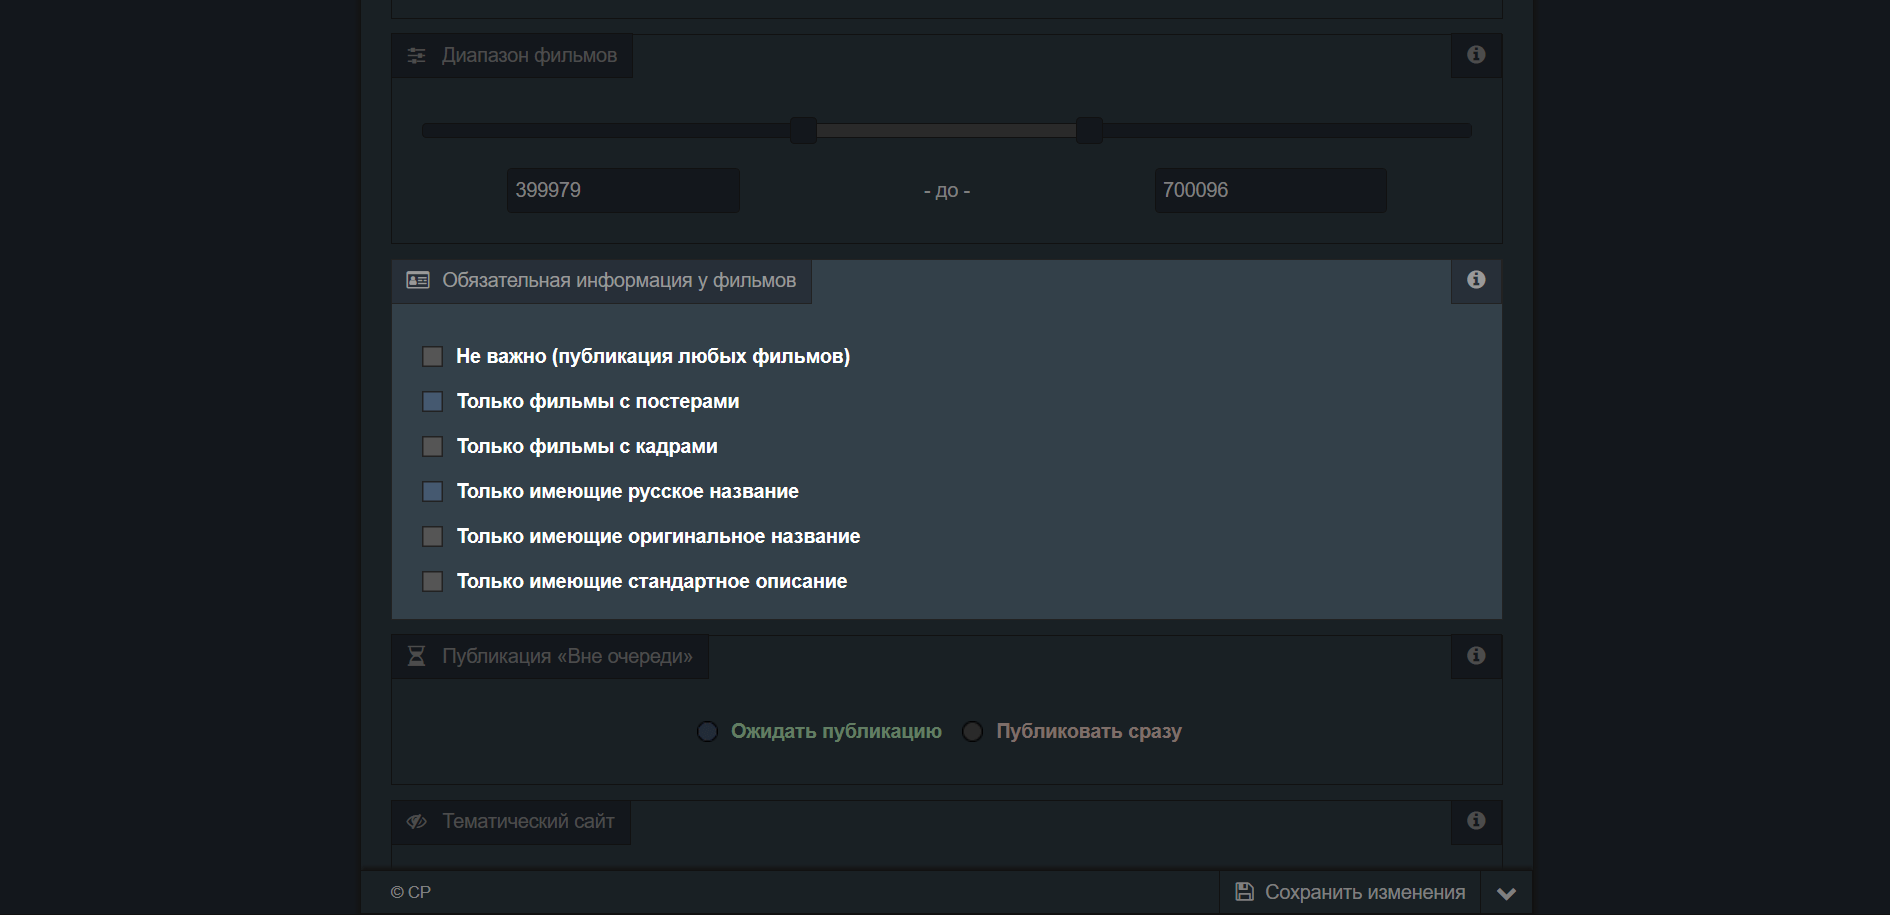 Диапазон фильмов
399979 - до - 700096
Обязательная информация у фильмов
Не важно (публикация любых фильмов)
Только фильмы с постерами
Только фильмы с кадрами
Только имеющие русское название
Только имеющие оригинальное название
Только имеющие стандартное описание
Публикация «Вне очереди»
Ожидать публикацию Публиковать сразу
Тематический сайт
© CP Сохранить изменения